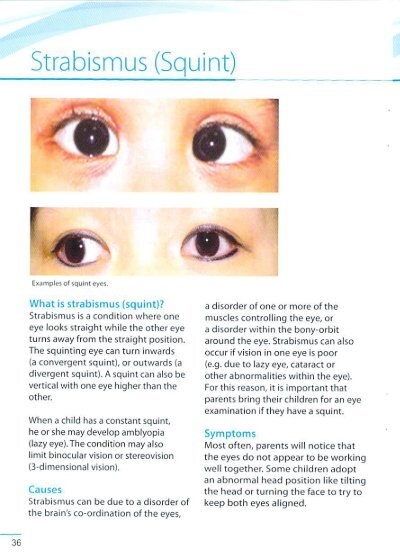 Strabismus (Squint)
Examples of squint eyes.
What is strabismus (squint)?
Strabismus is a condition where one
eye looks straight while the other eye
turns away from the straight position.
The squinting eye can turn inwards
(a convergent squint), or outwards (a
divergent squint). A squint can also be
vertical with one eye higher than the
other.
When a child has a constant squint,
he or she may develop amblyopia
(lazy eye). The condition may also
limit binocular vision or stereovision
(3-dimensional vision).
Causes
Strabismus can be due to a disorder of
the brain's co-ordination of the eyes,
a disorder of one or more of the
muscles controlling the eye, or
a disorder within the bony-orbit
around the eye. Strabismus can also
occur if vision in one eye is poor
(e.g. due to lazy eye, cataract or
other abnormalities within the eye).
For this reason, it is important that
parents bring their children for an eye
examination if they have a squint.
Symptoms
Most often, parents will notice that
the eyes do not appear to be working
well together. Some children adopt
an abnormal head position like tilting
the head or turning the face to try to
keep both eyes aligned.
36